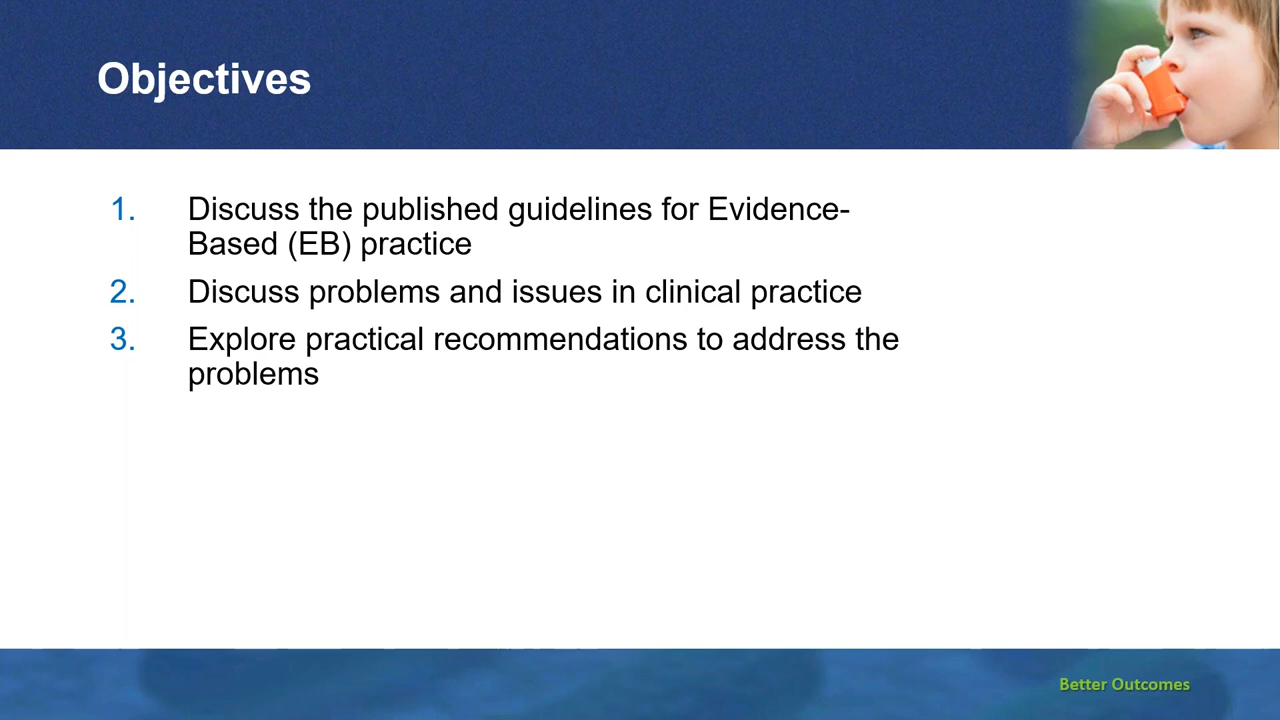 Objectives
1. Discuss the published guidelines for Evidence-
Based (EB) practice
2. Discuss problems and issues in clinical practice
3. Explore practical recommendations to address the
problems
Better Outcomes